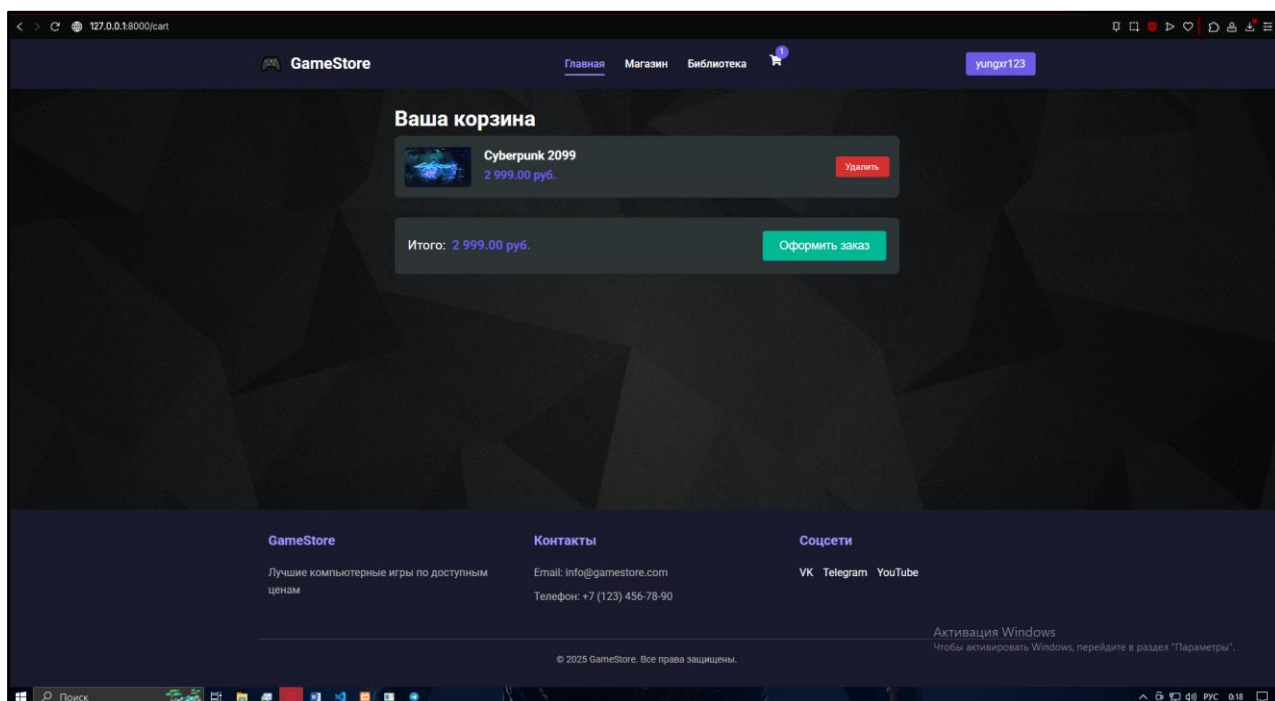 127.0.0.1:8000/cart
GameStore
Главная Магазин Библиотека 1
yungxr123
Ваша корзина
Cyberpunk 2099
2 999.00 руб.
Удалить
Итого: 2 999.00 руб.
Оформить заказ
GameStore
Лучшие компьютерные игры по доступным
ценам
Контакты
Email: info@gamestore.com
Телефон: +7 (123) 456-78-90
Соцсети
VK Telegram YouTube
Активация Windows
Чтобы активировать Windows, перейдите в раздел "Параметры".
© 2025 GameStore. Все права защищены.
Поиск
РУС 0:18